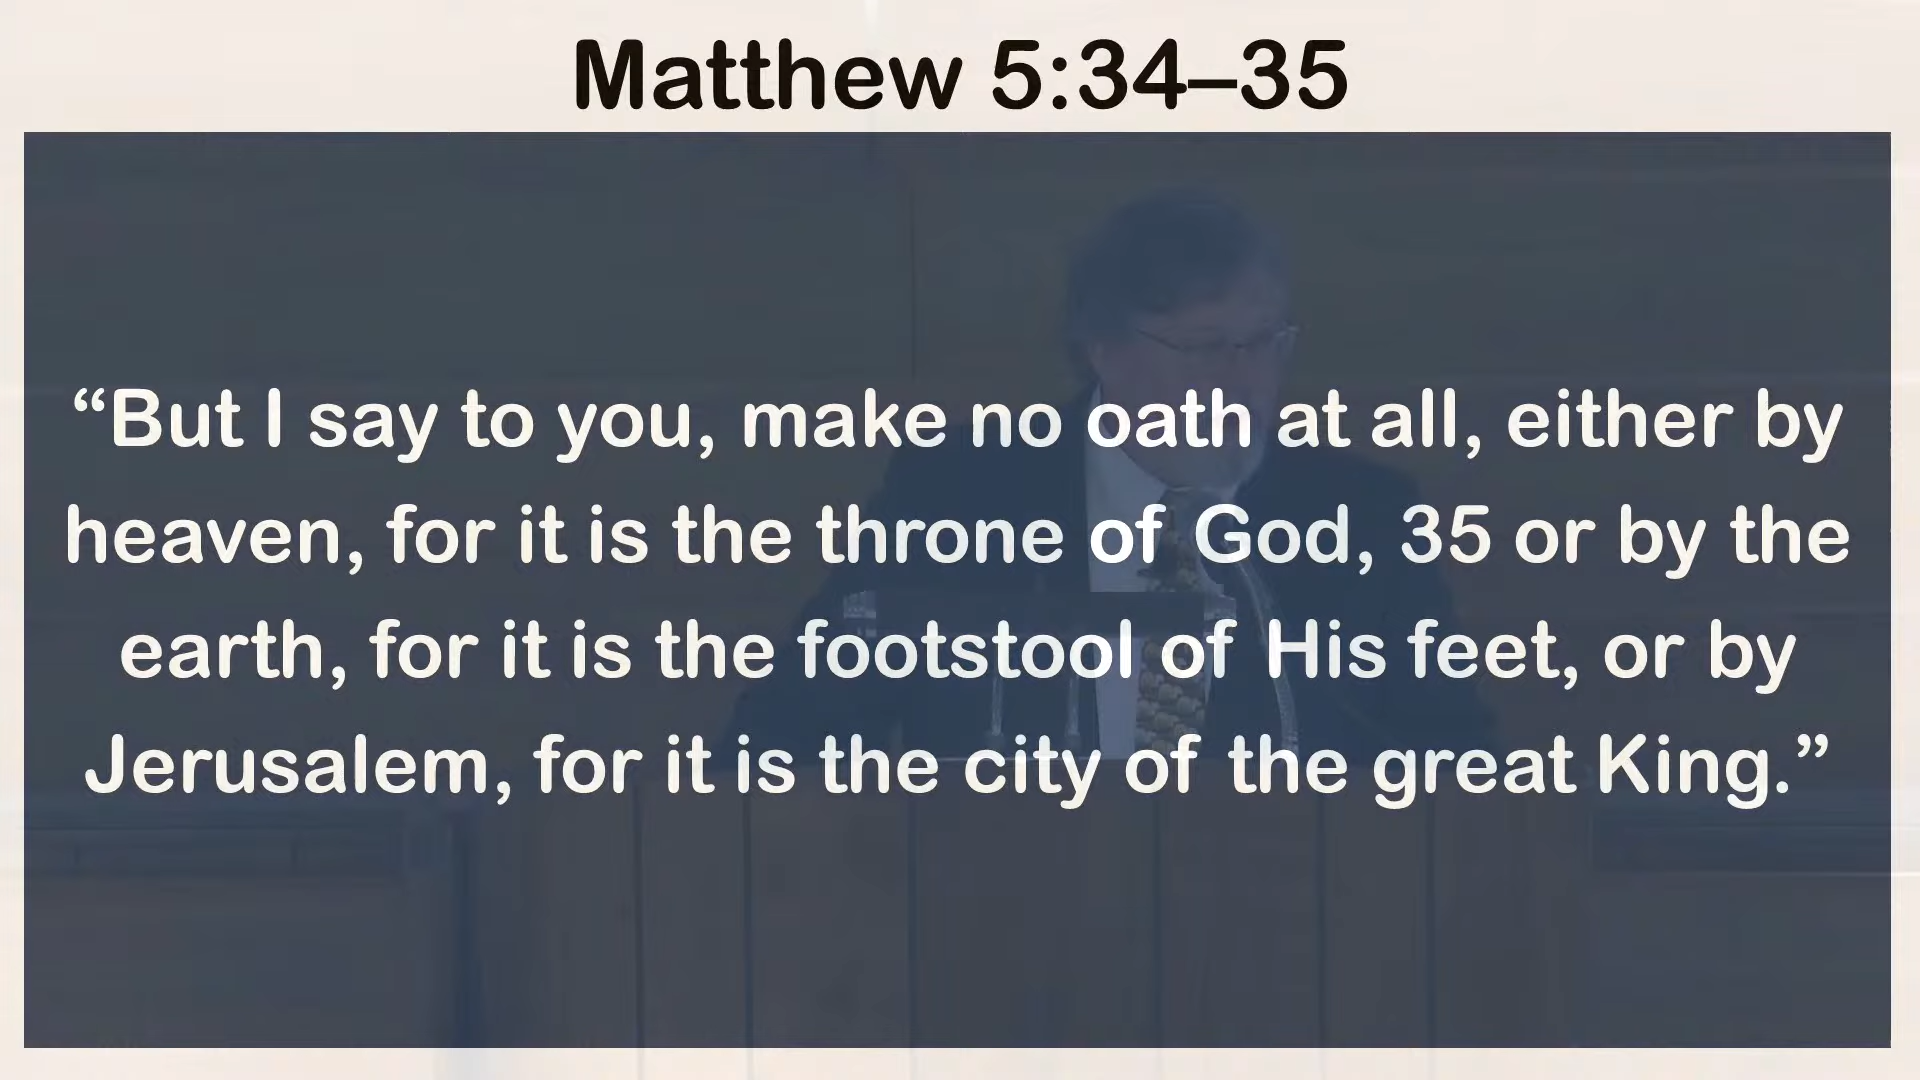 Matthew 5:34–35
“But I say to you, make no oath at all, either by
heaven, for it is the throne of God, 35 or by the
earth, for it is the footstool of His feet, or by
Jerusalem, for it is the city of the great King.”